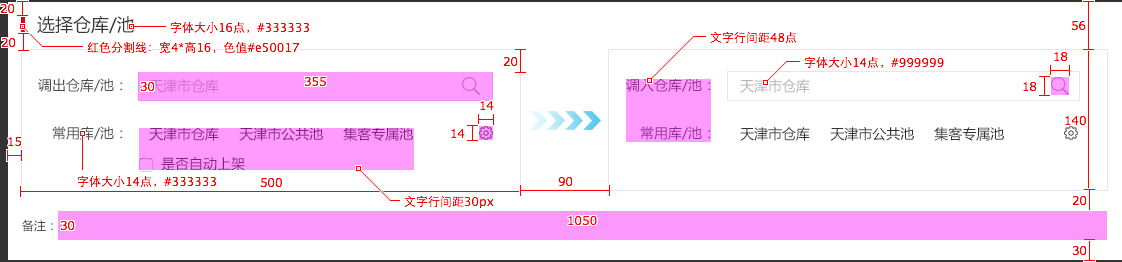 20
选择仓库/池
字体大小16点，#333333
56
20
红色分割线：宽4*高16，色值#e50017
文字行间距48点
20
字体大小14点，#999999
18
调出仓库/池：
30
天津市仓库
355
调入仓库/池：
天津市仓库
18
14
常用库/池：
天津市仓库
天津市公共池
集客专属池
14
常用库/池：
天津市仓库
天津市公共池
集客专属池
140
15
是否自动上架
字体大小14点，#333333
500
90
文字行间距30px
20
备注：
30
1050
30